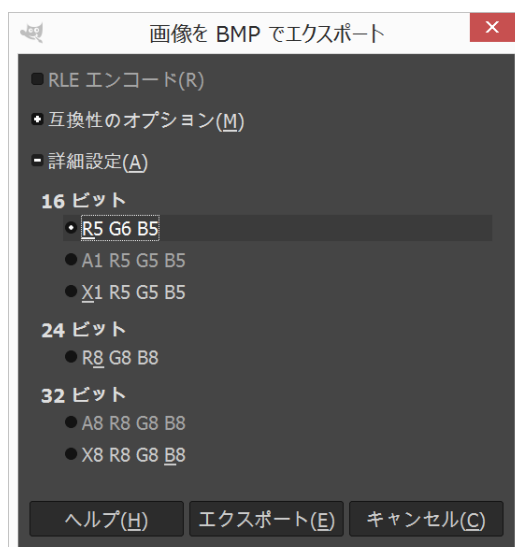 画像を BMP でエクスポート
RLE エンコード(R)
互換性のオプション(M)
詳細設定(A)
16 ビット
R5 G6 B5
A1 R5 G5 B5
X1 R5 G5 B5
24 ビット
R8 G8 B8
32 ビット
A8 R8 G8 B8
X8 R8 G8 B8
ヘルプ(H) エクスポート(E) キャンセル(C)